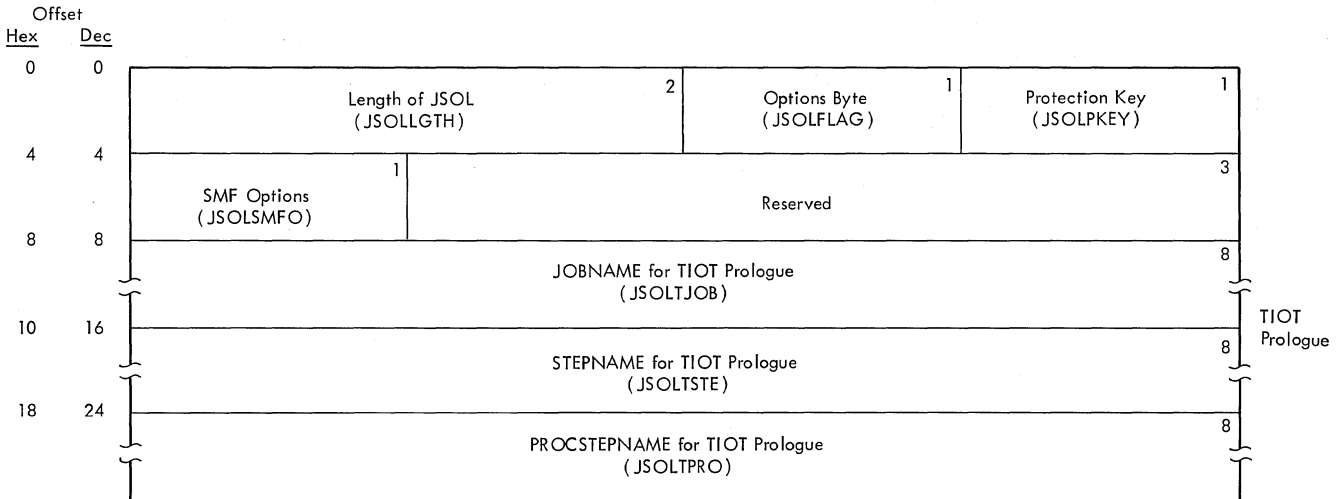 Offset
Hex Dec
0 0
Length of JSOL 2
(JSOLLGTH)
Options Byte 1
(JSOLFLAG)
Protection Key 1
(JSOLPKEY)
4 4
SMF Options 1
(JSOLSMFO)
Reserved 3
8 8
JOBNAME for TIOT Prologue 8
(JSOLTJOB)
10 16
STEPNAME for TIOT Prologue 8
(JSOLTSTE)
TIOT
Prologue
18 24
PROCSTEPNAME for TIOT Prologue 8
(JSOLTPRO)